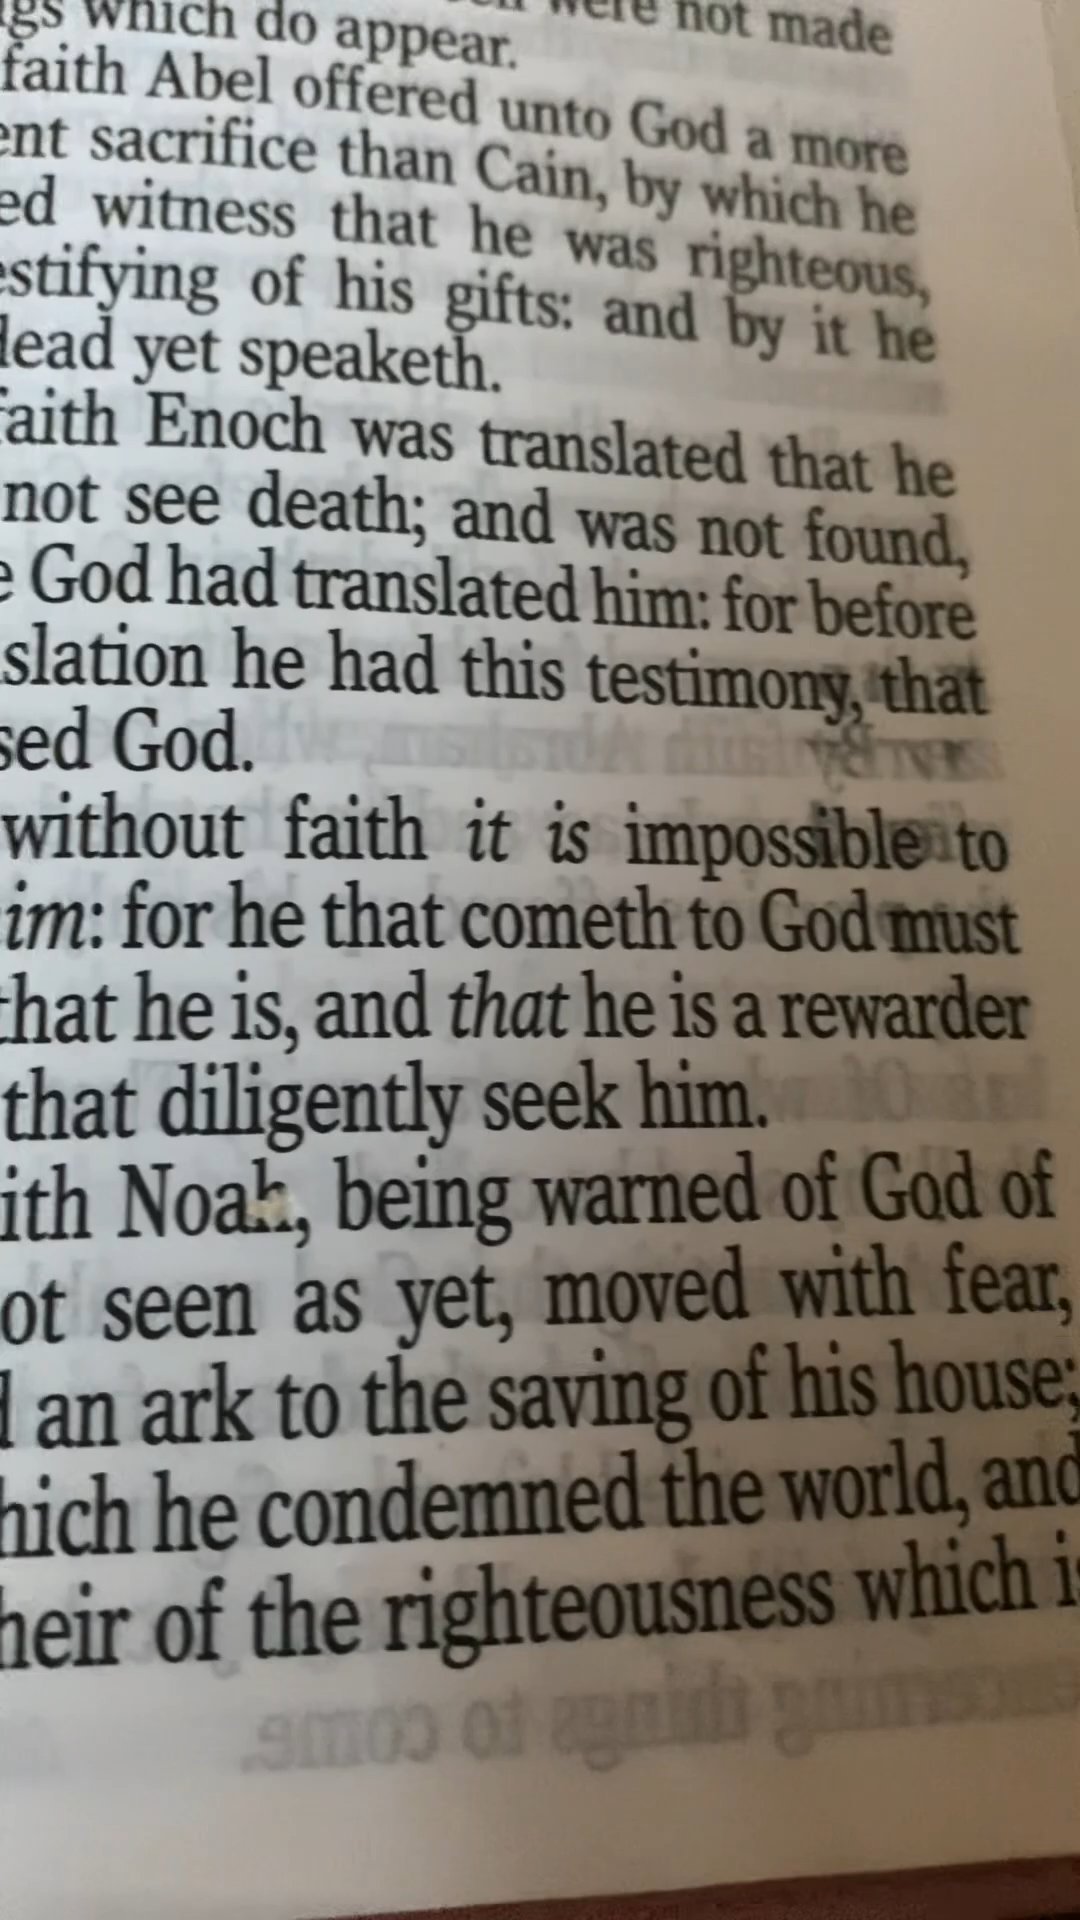 were not made
which do appear.
faith Abel offered unto God a more
ent sacrifice than Cain, by which he
ed witness that he was righteous,
estifying of his gifts: and by it he
dead yet speaketh.
faith Enoch was translated that he
not see death; and was not found,
e God had translated him: for before
slation he had this testimony, that
sed God.
without faith it is impossible to
im: for he that cometh to God must
that he is, and that he is a rewarder
that diligently seek him.
ith Noah, being warned of God of
ot seen as yet, moved with fear,
d an ark to the saving of his house;
hich he condemned the world, and
heir of the righteousness which is